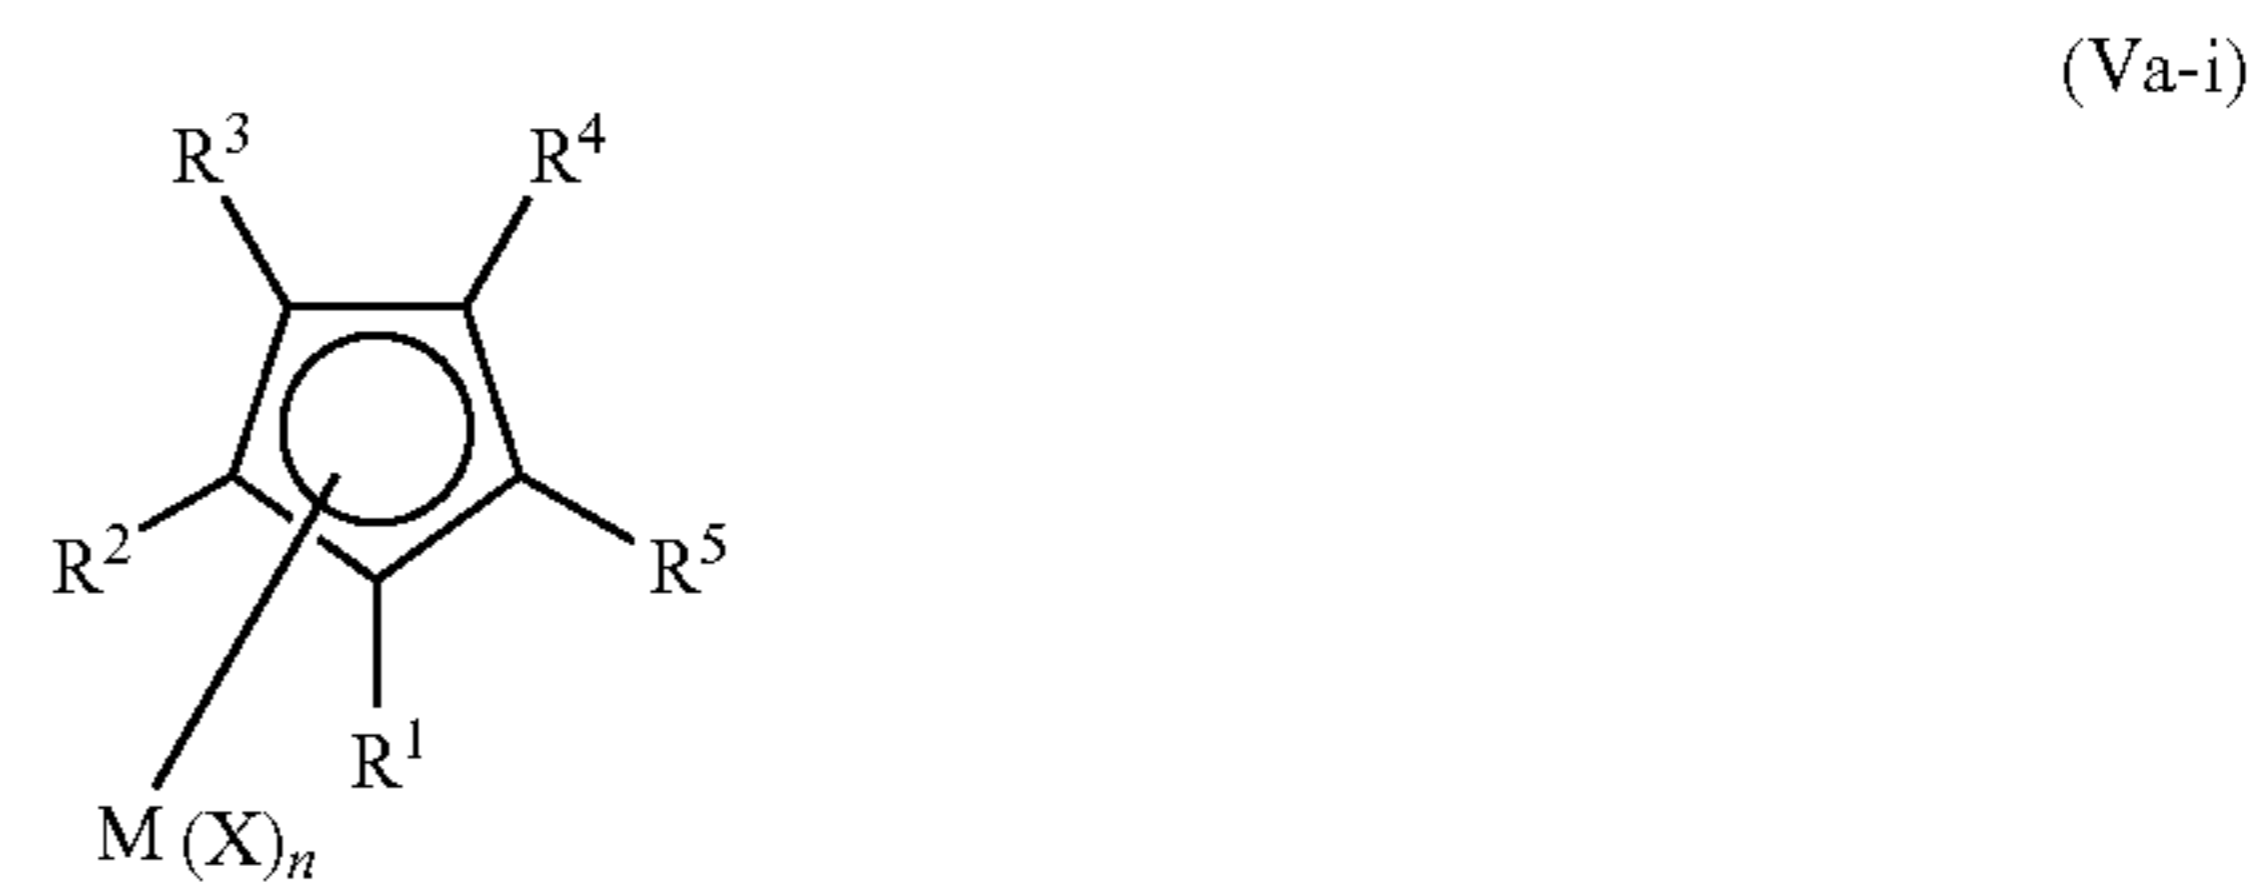 (Va-i)
R³ R⁴
R² R⁵
R¹
M (X)ₙ